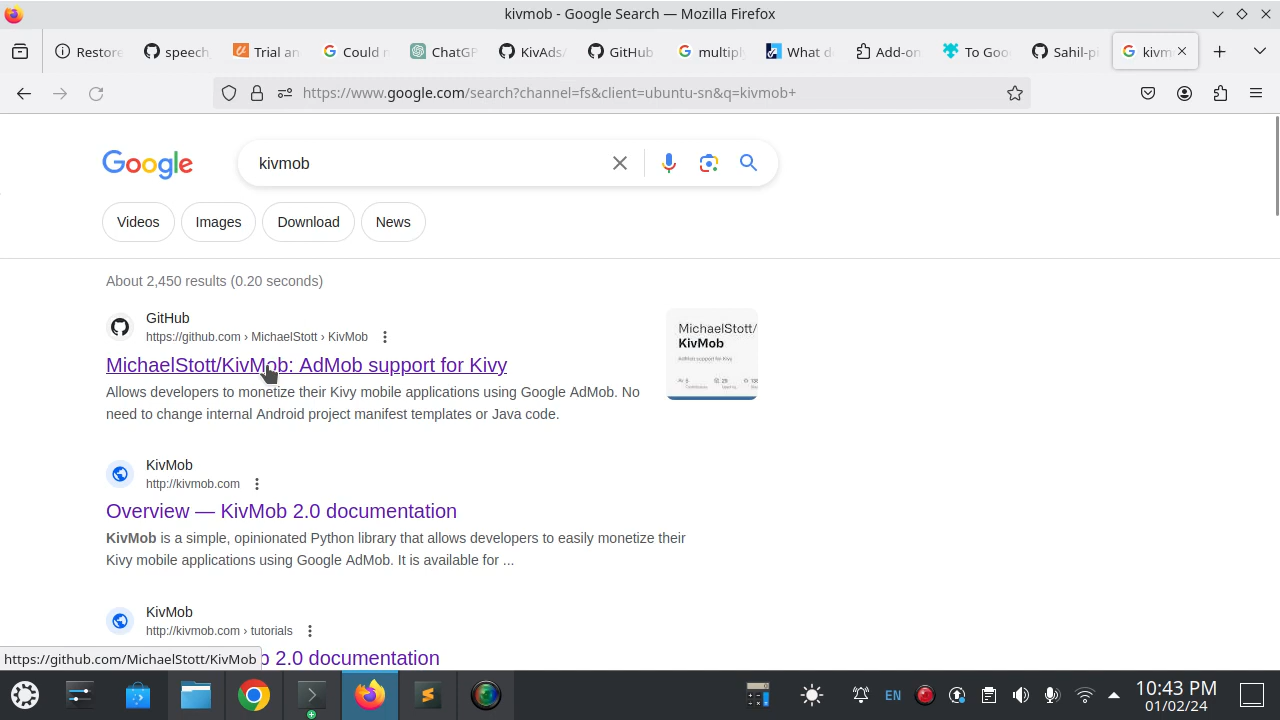 kivmob - Google Search — Mozilla Firefox
Restore
speech
Trial an
Could n
ChatGP
KivAds/
GitHub
multiply
What d
Add-on
To Goo
Sahil-pi
kivm
https://www.google.com/search?channel=fs&client=ubuntu-sn&q=kivmob+
Google
kivmob
Videos
Images
Download
News
About 2,450 results (0.20 seconds)
GitHub
https://github.com › MichaelStott › KivMob
MichaelStott/KivMob: AdMob support for Kivy
Allows developers to monetize their Kivy mobile applications using Google AdMob. No
need to change internal Android project manifest templates or Java code.
MichaelStott/
KivMob
AdMob support for Kivy
KivMob
http://kivmob.com
Overview — KivMob 2.0 documentation
KivMob is a simple, opinionated Python library that allows developers to easily monetize their
Kivy mobile applications using Google AdMob. It is available for ...
KivMob
http://kivmob.com › tutorials
b 2.0 documentation
https://github.com/MichaelStott/KivMob
EN
10:43 PM
01/02/24